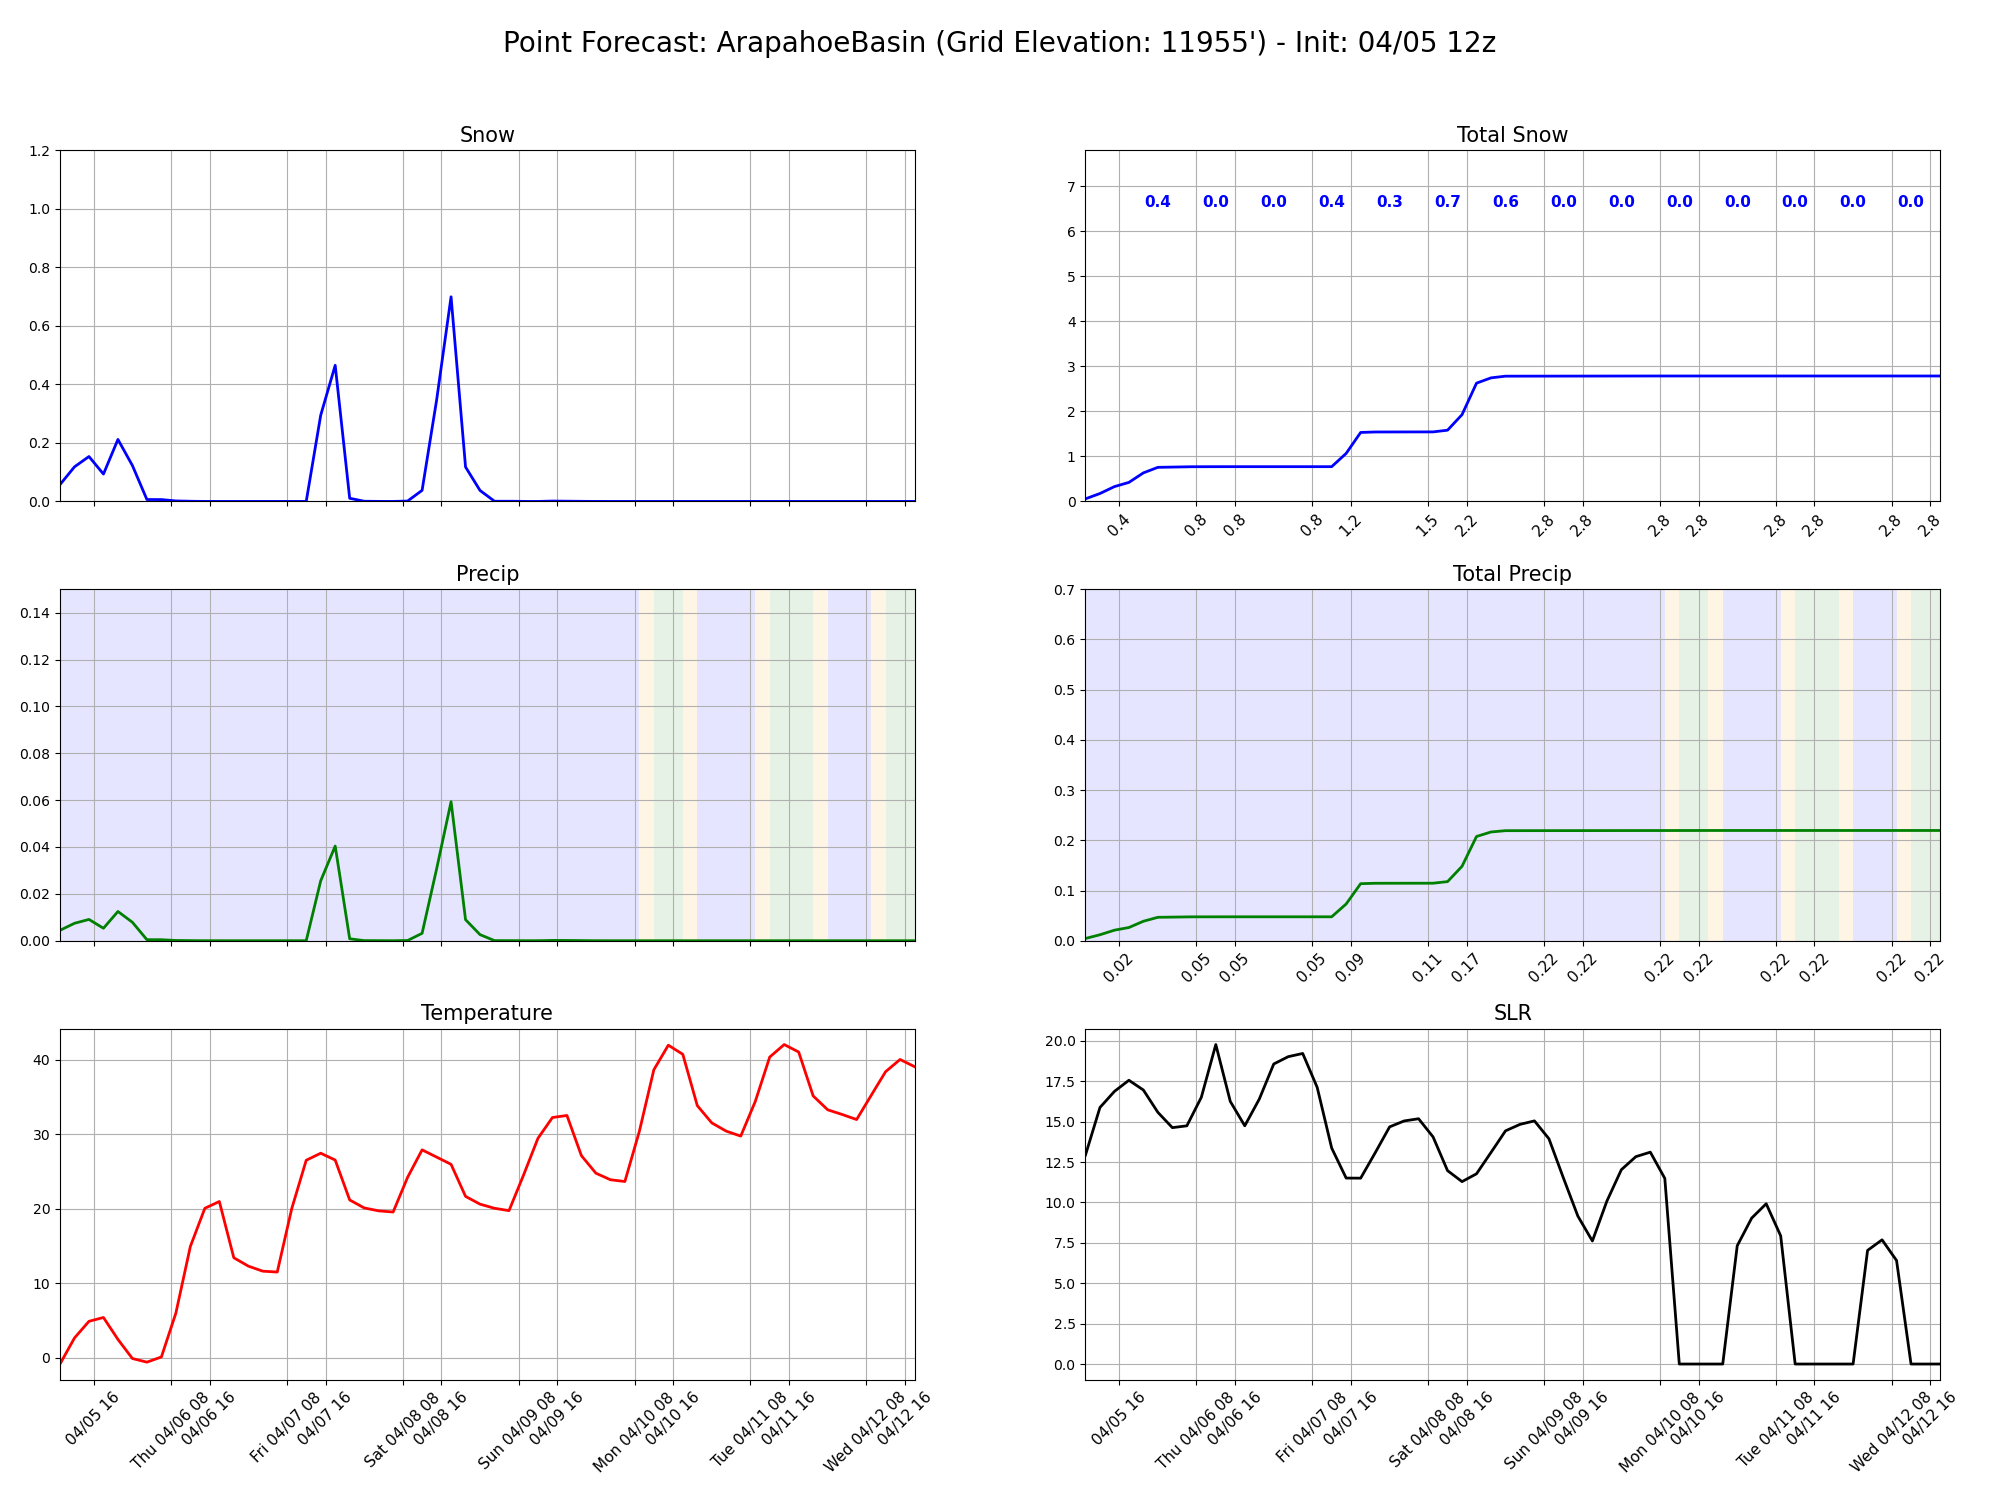 Point Forecast: ArapahoeBasin (Grid Elevation: 11955') - Init: 04/05 12z
Snow
1.2
1.0
0.8
0.6
0.4
0.2
0.0
Total Snow
7
6
5
4
3
2
1
0
0.4 0.0 0.0 0.4 0.3 0.7 0.6 0.0 0.0 0.0 0.0 0.0 0.0 0.0
0.4 0.8 0.8 0.8 1.2 1.5 2.2 2.8 2.8 2.8 2.8 2.8 2.8 2.8 2.8
Precip
0.14
0.12
0.10
0.08
0.06
0.04
0.02
0.00
Total Precip
0.7
0.6
0.5
0.4
0.3
0.2
0.1
0.0
0.02 0.05 0.05 0.05 0.09 0.11 0.17 0.22 0.22 0.22 0.22 0.22 0.22 0.22 0.22
Temperature
40
30
20
10
0
04/05 16
Thu 04/06 08
04/06 16
Fri 04/07 08
04/07 16
Sat 04/08 08
04/08 16
Sun 04/09 08
04/09 16
Mon 04/10 08
04/10 16
Tue 04/11 08
04/11 16
Wed 04/12 08
04/12 16
SLR
20.0
17.5
15.0
12.5
10.0
7.5
5.0
2.5
0.0
04/05 16
Thu 04/06 08
04/06 16
Fri 04/07 08
04/07 16
Sat 04/08 08
04/08 16
Sun 04/09 08
04/09 16
Mon 04/10 08
04/10 16
Tue 04/11 08
04/11 16
Wed 04/12 08
04/12 16